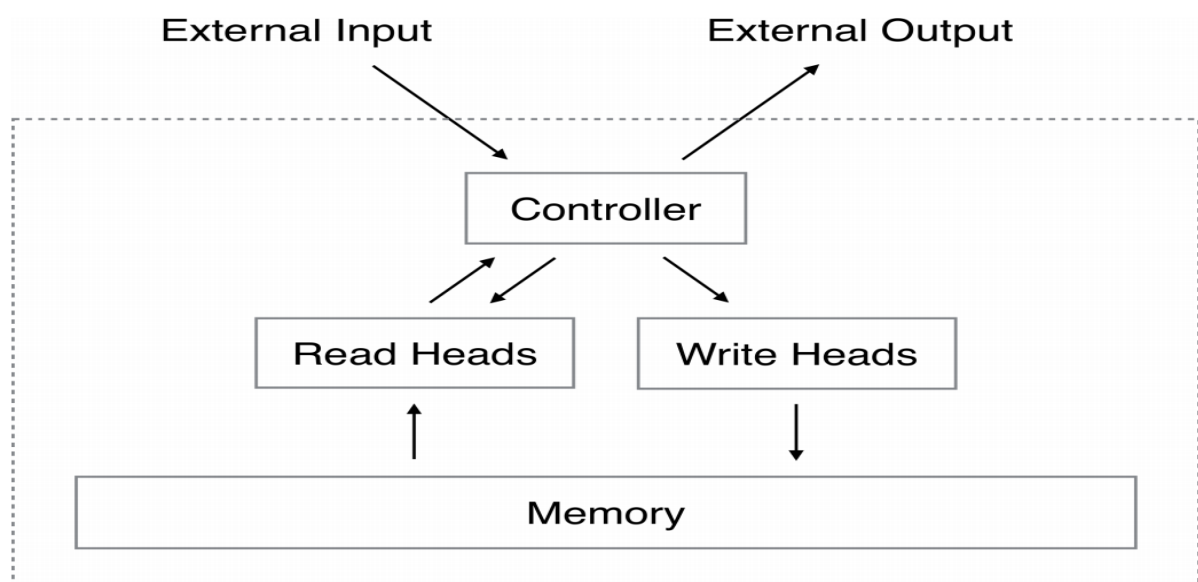 External Input
External Output
Controller
Read Heads
Write Heads
Memory